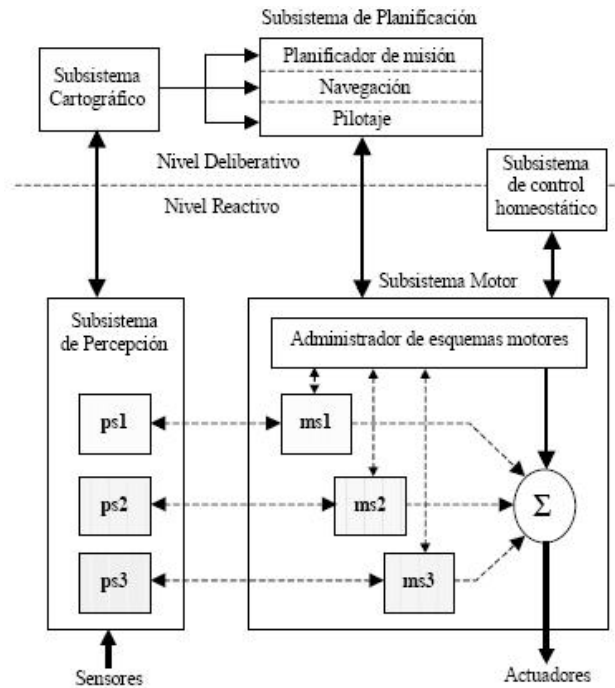 Subsistema de Planificación
Planificador de misión
Navegación
Pilotaje
Subsistema
Cartográfico
Nivel Deliberativo
Nivel Reactivo
Subsistema
de control
homeostático
Subsistema Motor
Subsistema
de Percepción
Administrador de esquemas motores
ps1
ms1
ps2
ms2
Σ
ps3
ms3
Sensores
Actuadores